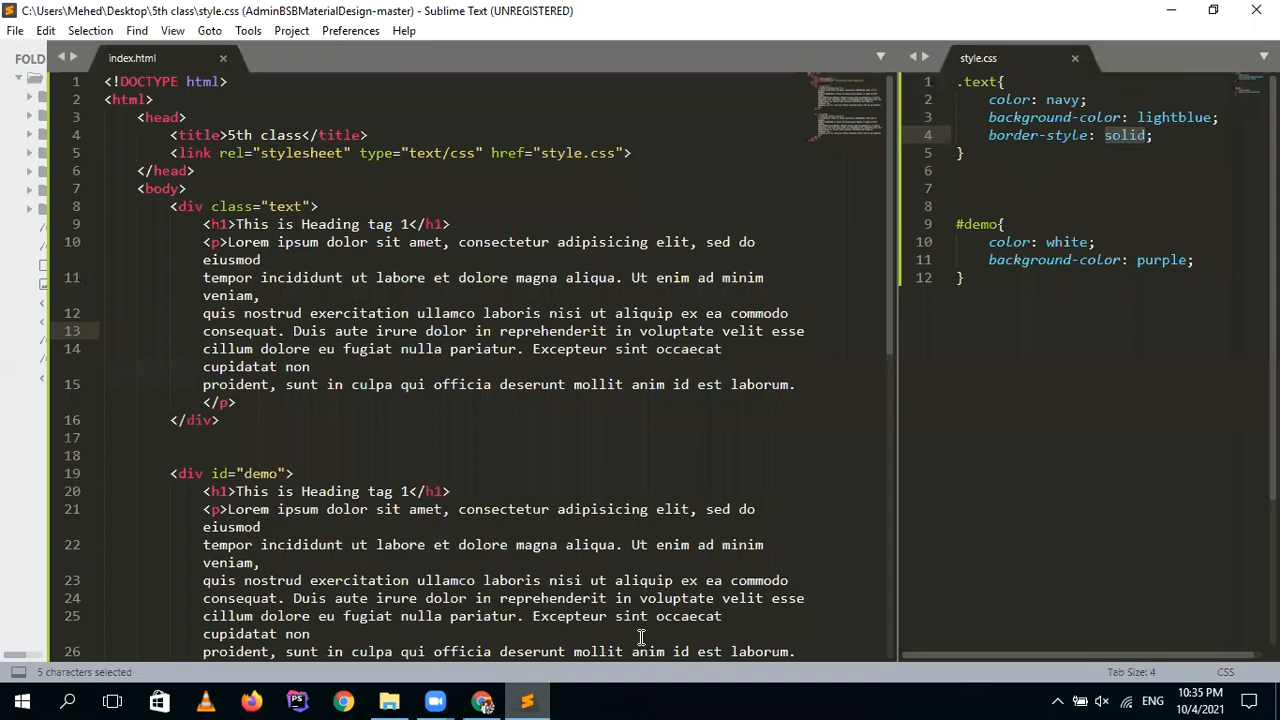 C:\Users\Mehed\Desktop\5th class\style.css (AdminBSBMaterialDesign-master) - Sublime Text (UNREGISTERED)
File Edit Selection Find View Goto Tools Project Preferences Help
FOLD
index.html
1 <!DOCTYPE html>
2 <html>
3 <head>
4 <title>5th class</title>
5 <link rel="stylesheet" type="text/css" href="style.css">
6 </head>
7 <body>
8 <div class="text">
9 <h1>This is Heading tag 1</h1>
10 <p>Lorem ipsum dolor sit amet, consectetur adipisicing elit, sed do
eiusmod
11 tempor incididunt ut labore et dolore magna aliqua. Ut enim ad minim
veniam,
12 quis nostrud exercitation ullamco laboris nisi ut aliquip ex ea commodo
13 consequat. Duis aute irure dolor in reprehenderit in voluptate velit esse
14 cillum dolore eu fugiat nulla pariatur. Excepteur sint occaecat
cupidatat non
15 proident, sunt in culpa qui officia deserunt mollit anim id est laborum.
</p>
16 </div>
17
18
19 <div id="demo">
20 <h1>This is Heading tag 1</h1>
21 <p>Lorem ipsum dolor sit amet, consectetur adipisicing elit, sed do
eiusmod
22 tempor incididunt ut labore et dolore magna aliqua. Ut enim ad minim
veniam,
23 quis nostrud exercitation ullamco laboris nisi ut aliquip ex ea commodo
24 consequat. Duis aute irure dolor in reprehenderit in voluptate velit esse
25 cillum dolore eu fugiat nulla pariatur. Excepteur sint occaecat
cupidatat non
26 proident, sunt in culpa qui officia deserunt mollit anim id est laborum.
style.css
1 .text{
2 color: navy;
3 background-color: lightblue;
4 border-style: solid;
5 }
6
7
8
9 #demo{
10 color: white;
11 background-color: purple;
12 }
5 characters selected
Tab Size: 4
CSS
PS
ENG
10:35 PM
10/4/2021